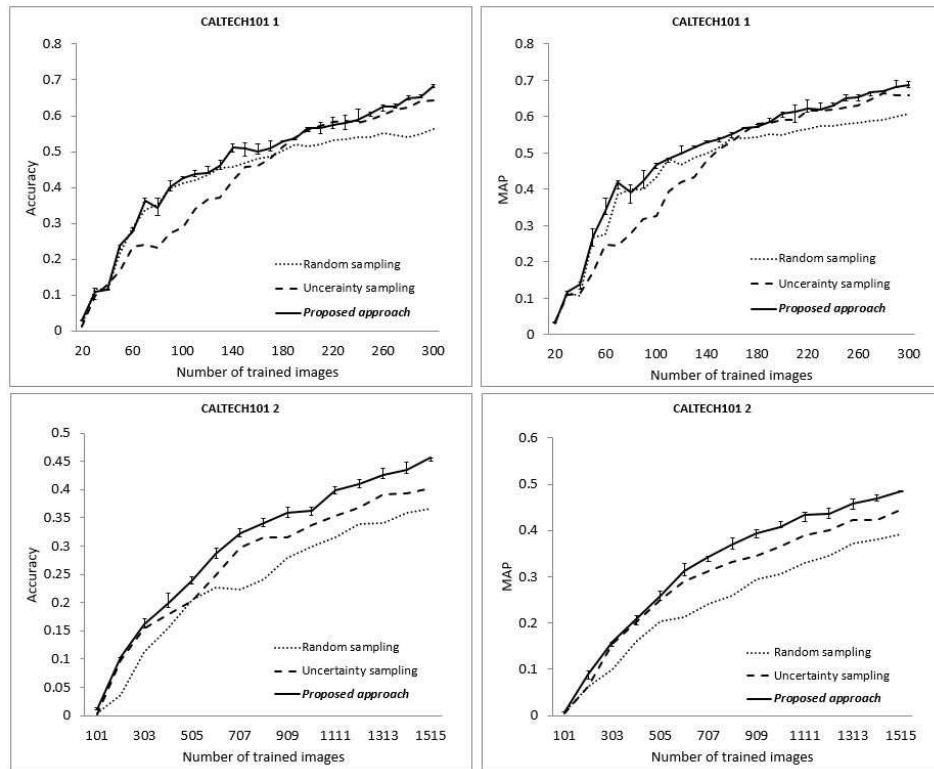 CALTECH101 1
0.8
0.7
0.6
0.5
0.4
0.3
0.2
0.1
0
Accuracy
Random sampling
Uncerainty sampling
Proposed approach
20 60 100 140 180 220 260 300
Number of trained images
CALTECH101 1
0.8
0.7
0.6
0.5
0.4
0.3
0.2
0.1
0
MAP
Random sampling
Uncerainty sampling
Proposed approach
20 60 100 140 180 220 260 300
Number of trained images
CALTECH101 2
0.5
0.45
0.4
0.35
0.3
0.25
0.2
0.15
0.1
0.05
0
Accuracy
Random sampling
Uncertainty sampling
Proposed approach
101 303 505 707 909 1111 1313 1515
Number of trained images
CALTECH101 2
0.6
0.5
0.4
0.3
0.2
0.1
0
MAP
Random sampling
Uncertainty sampling
Proposed approach
101 303 505 707 909 1111 1313 1515
Number of trained images